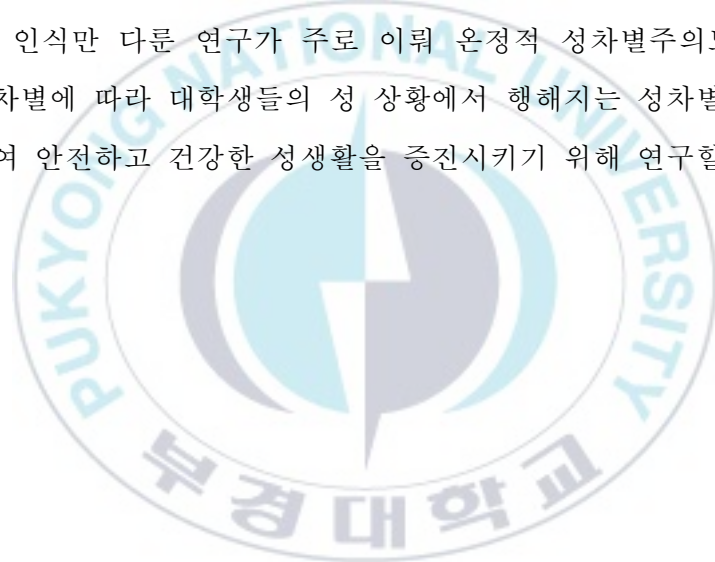 인식만 다룬 연구가 주로 이뤄 온정적 성차별주의
차별에 따라 대학생들의 성 상황에서 행해지는 성차별
여 안전하고 건강한 성생활을 증진시키기 위해 연구할
PUKYONG NATIONAL UNIVERSITY
부경대학교